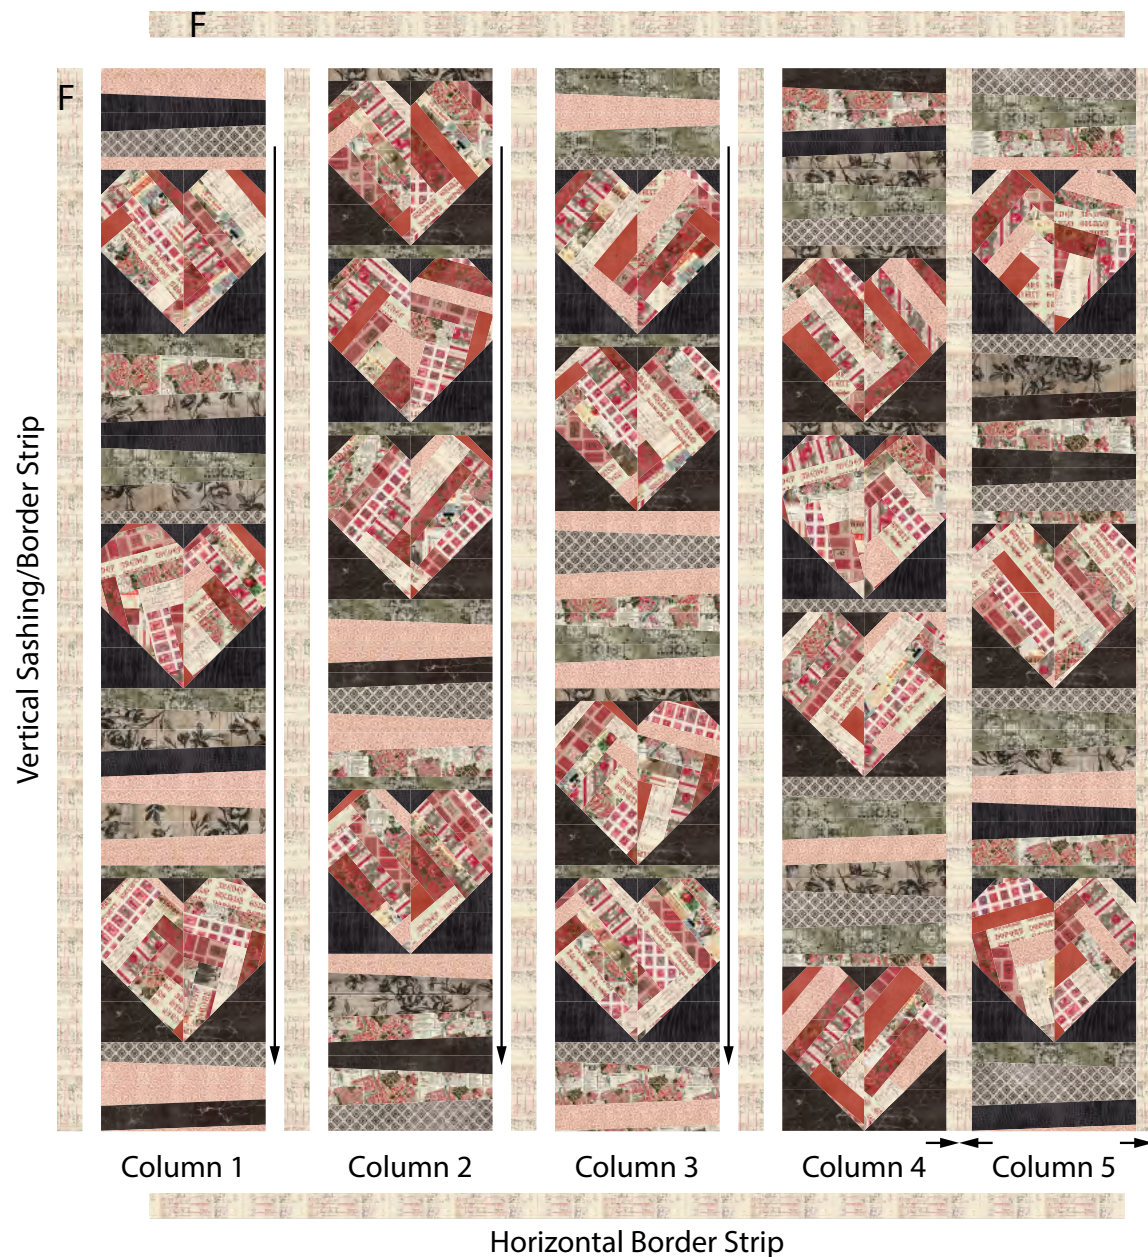 F
F
Vertical Sashing/Border Strip
Column 1
Column 2
Column 3
Column 4
Column 5
Horizontal Border Strip